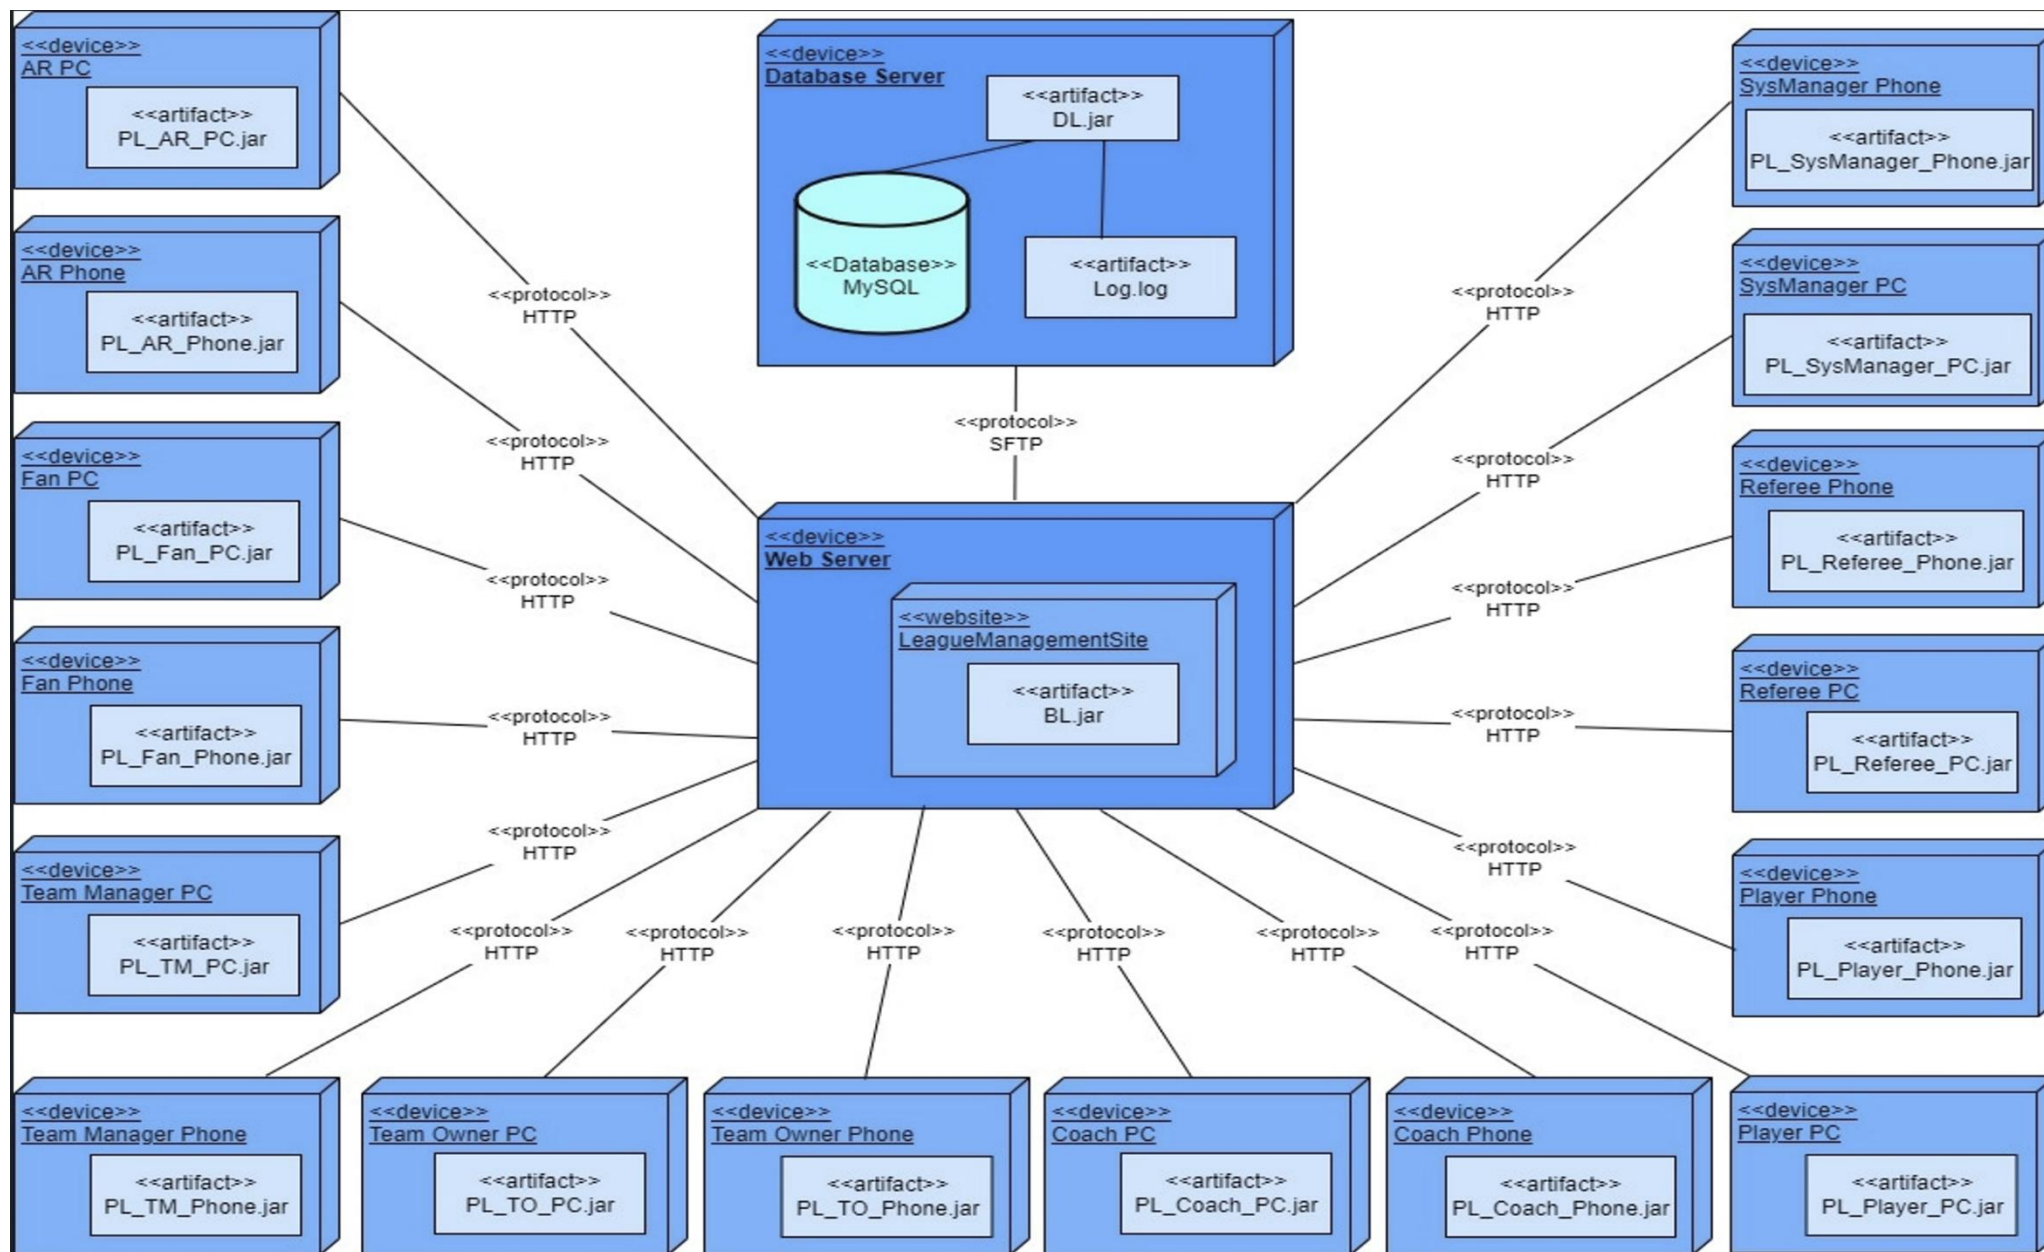 <<device>>
AR PC
<<artifact>>
PL_AR_PC.jar
<<device>>
AR Phone
<<artifact>>
PL_AR_Phone.jar
<<device>>
Fan PC
<<artifact>>
PL_Fan_PC.jar
<<device>>
Fan Phone
<<artifact>>
PL_Fan_Phone.jar
<<device>>
Team Manager PC
<<artifact>>
PL_TM_PC.jar
<<device>>
Team Manager Phone
<<artifact>>
PL_TM_Phone.jar
<<protocol>>
HTTP
<<protocol>>
HTTP
<<protocol>>
HTTP
<<protocol>>
HTTP
<<protocol>>
HTTP
<<device>>
Database Server
<<artifact>>
DL.jar
<<Database>>
MySQL
<<artifact>>
Log.log
<<protocol>>
SFTP
<<device>>
Web Server
<<website>>
LeagueManagementSite
<<artifact>>
BL.jar
<<protocol>>
HTTP
<<protocol>>
HTTP
<<protocol>>
HTTP
<<protocol>>
HTTP
<<protocol>>
HTTP
<<protocol>>
HTTP
<<device>>
Team Owner PC
<<artifact>>
PL_TO_PC.jar
<<device>>
Team Owner Phone
<<artifact>>
PL_TO_Phone.jar
<<device>>
Coach PC
<<artifact>>
PL_Coach_PC.jar
<<device>>
Coach Phone
<<artifact>>
PL_Coach_Phone.jar
<<protocol>>
HTTP
<<protocol>>
HTTP
<<protocol>>
HTTP
<<protocol>>
HTTP
<<protocol>>
HTTP
<<device>>
SysManager Phone
<<artifact>>
PL_SysManager_Phone.jar
<<device>>
SysManager PC
<<artifact>>
PL_SysManager_PC.jar
<<device>>
Referee Phone
<<artifact>>
PL_Referee_Phone.jar
<<device>>
Referee PC
<<artifact>>
PL_Referee_PC.jar
<<device>>
Player Phone
<<artifact>>
PL_Player_Phone.jar
<<device>>
Player PC
<<artifact>>
PL_Player_PC.jar